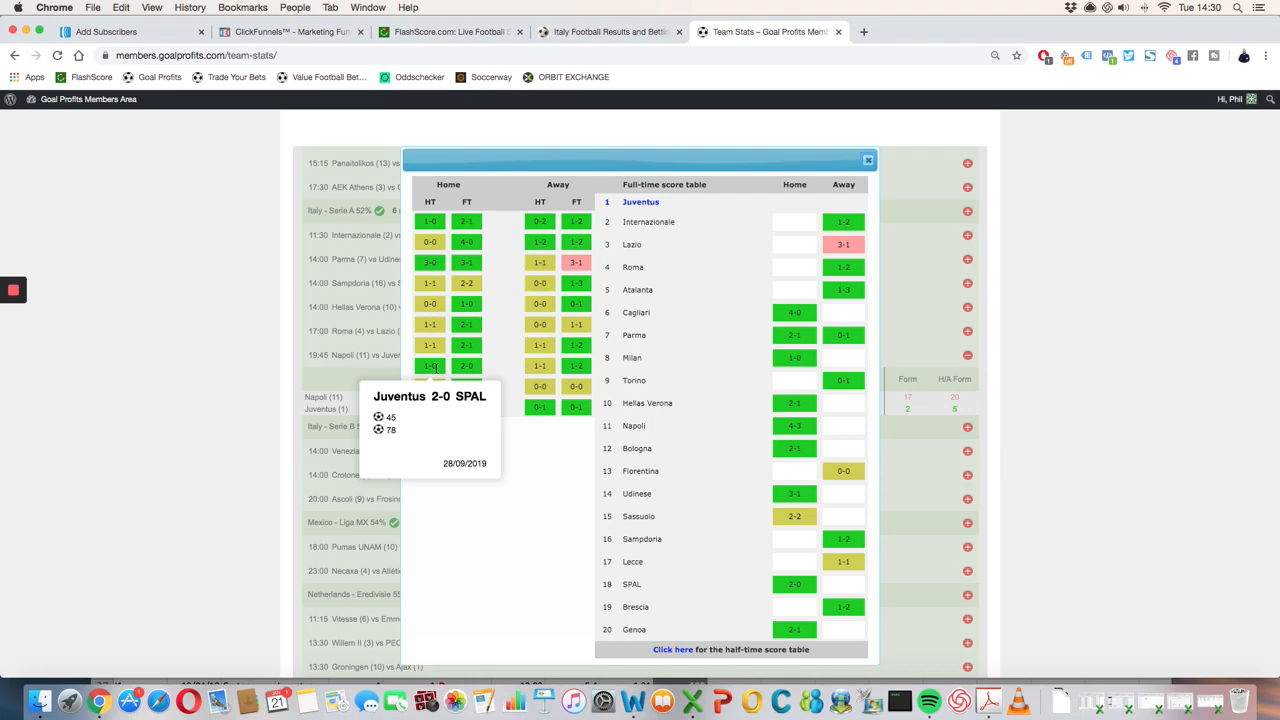 Chrome File Edit View History Bookmarks People Tab Window Help Tue 14:30
Add Subscribers × ClickFunnels™ - Marketing Fun × FlashScore.com: Live Football S × Italy Football Results and Bettin × Team Stats – Goal Profits Mem × +
members.goalprofits.com/team-stats/
Apps FlashScore Goal Profits Trade Your Bets Value Football Bet... Oddschecker Soccerway ORBIT EXCHANGE
Goal Profits Members Area Hi, Phil
15:15 Panaitolikos (13) vs
17:30 AEK Athens (3) vs
Italy - Serie A 52% 6
11:30 Internazionale (2) v
14:00 Parma (7) vs Udine
14:00 Sampdoria (16) vs S
14:00 Hellas Verona (10)
17:00 Roma (4) vs Lazio (
19:45 Napoli (11) vs Juve
Napoli (11)
Juventus (1)
Form H/A Form
17 20
2 5
Italy - Serie B
14:00 Venezia
14:00 Crotone
20:00 Ascoli (9) vs Frosin
Mexico - Liga MX 54%
18:00 Pumas UNAM (10)
23:00 Necaxa (4) vs Atlét
Netherlands - Eredivisie 55
11:15 Vitesse (6) vs Emm
13:30 Willem II (3) vs PEC
13:30 Groningen (10) vs Ajax (1)
Home Away
HT FT HT FT
1-0 2-1 0-2 1-2
0-0 4-0 1-2 1-2
3-0 3-1 1-1 3-1
1-1 2-2 0-0 1-3
0-0 1-0 0-0 0-1
1-1 2-1 0-0 1-1
1-1 2-1 1-1 1-2
1-0 2-0 1-1 1-2
0-0 0-0
0-1 0-1
Juventus 2-0 SPAL
45
78
28/09/2019
Full-time score table Home Away
1 Juventus
2 Internazionale 1-2
3 Lazio 3-1
4 Roma 1-2
5 Atalanta 1-3
6 Cagliari 4-0
7 Parma 2-1 0-1
8 Milan 1-0
9 Torino 0-1
10 Hellas Verona 2-1
11 Napoli 4-3
12 Bologna 2-1
13 Fiorentina 0-0
14 Udinese 3-1
15 Sassuolo 2-2
16 Sampdoria 1-2
17 Lecce 1-1
18 SPAL 2-0
19 Brescia 1-2
20 Genoa 2-1
Click here for the half-time score table